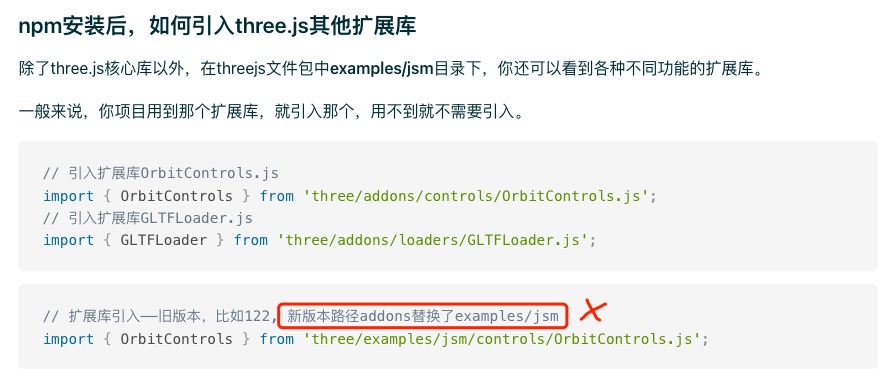 npm安装后，如何引入three.js其他扩展库
除了three.js核心库以外，在threejs文件包中examples/jsm目录下，你还可以看到各种不同功能的扩展库。
一般来说，你项目用到那个扩展库，就引入那个，用不到就不需要引入。
// 引入扩展库OrbitControls.js
import { OrbitControls } from 'three/addons/controls/OrbitControls.js';
// 引入扩展库GLTFLoader.js
import { GLTFLoader } from 'three/addons/loaders/GLTFLoader.js';
// 扩展库引入——旧版本，比如122, 新版本路径addons替换了examples/jsm
import { OrbitControls } from 'three/examples/jsm/controls/OrbitControls.js';